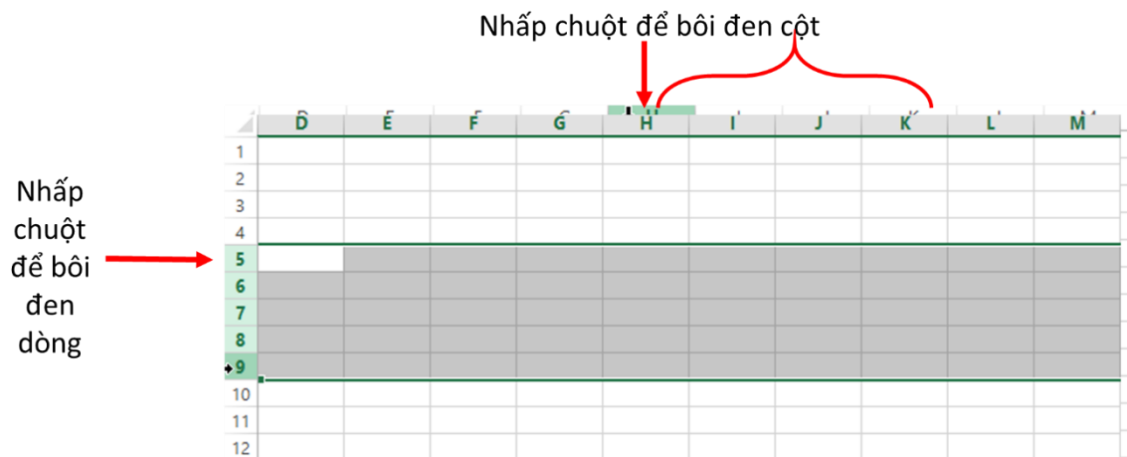 Nhấp chuột để bôi đen cột
D E F G H I J K L M
1
2
3
4
Nhấp
chuột
để bôi
đen
dòng
5
6
7
8
9
10
11
12